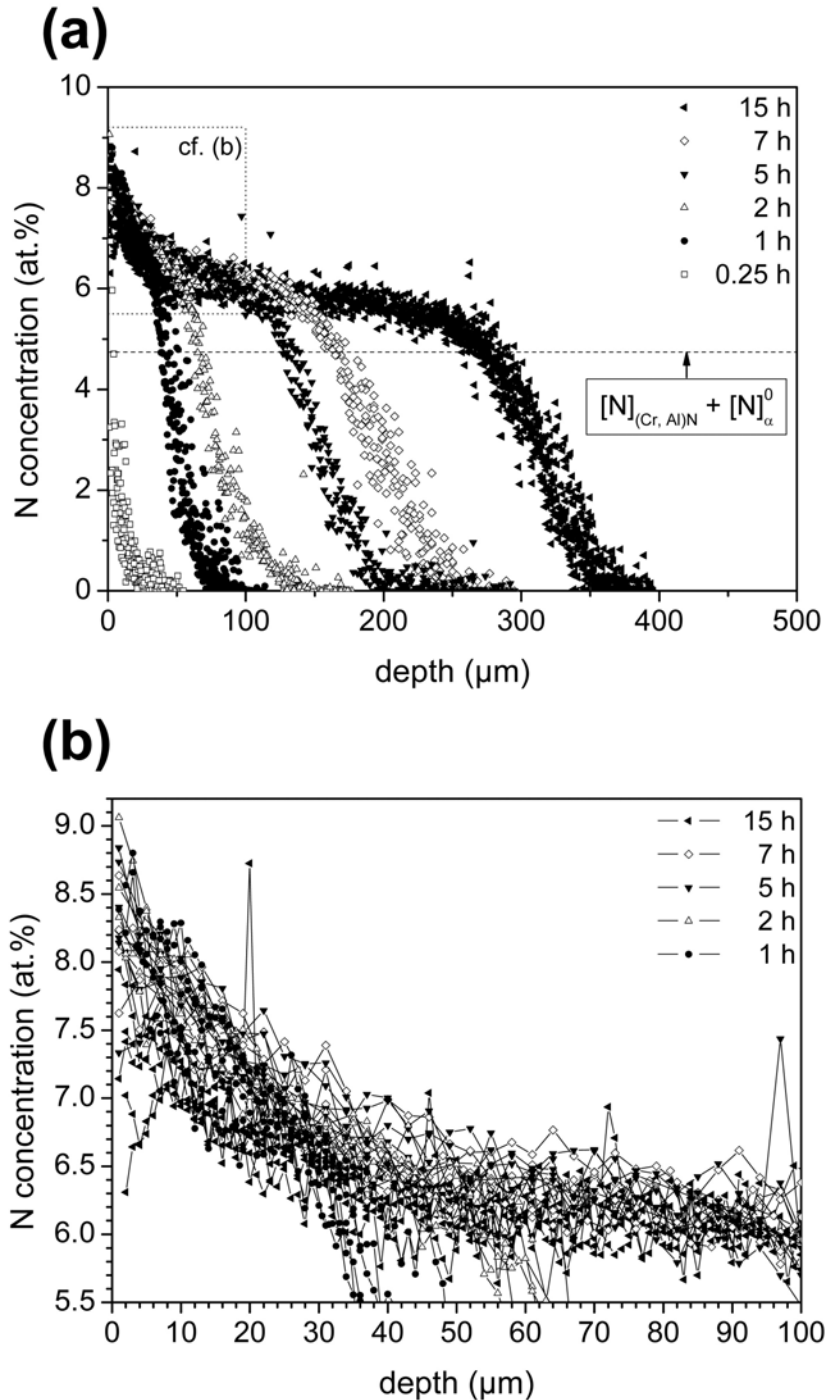 (a)
N concentration (at.%)
10
8
6
4
2
0
cf. (b)
15 h
7 h
5 h
2 h
1 h
0.25 h
[N](Cr, Al)N + [N]α0
0 100 200 300 400 500
depth (µm)
(b)
N concentration (at.%)
9.0
8.5
8.0
7.5
7.0
6.5
6.0
5.5
15 h
7 h
5 h
2 h
1 h
0 10 20 30 40 50 60 70 80 90 100
depth (µm)